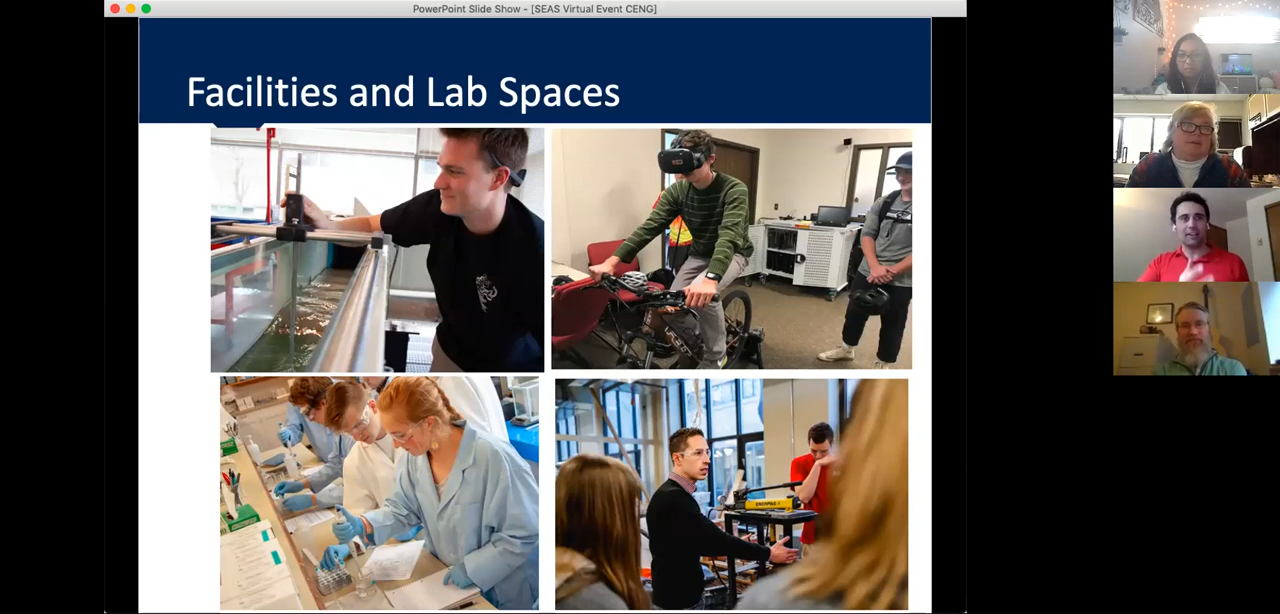 PowerPoint Slide Show - [SEAS Virtual Event CENG]
Facilities and Lab Spaces
ENERPAC